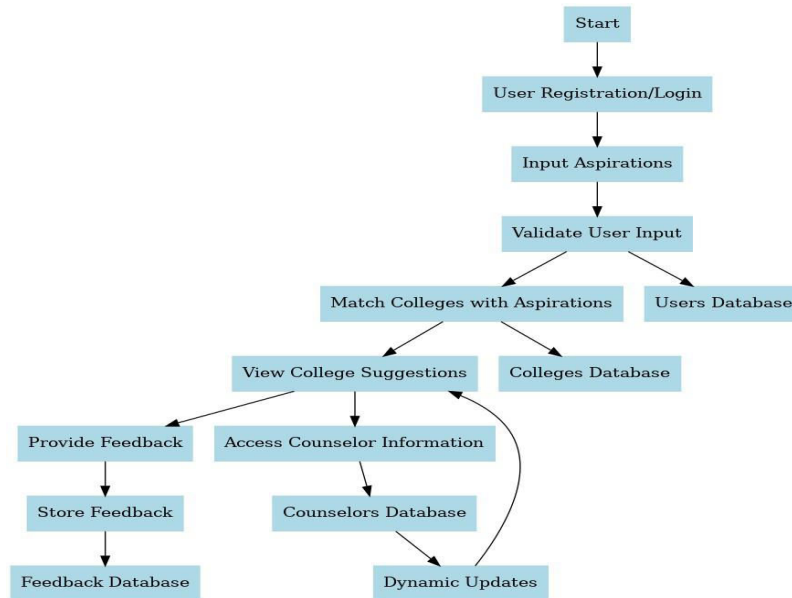 Start
User Registration/Login
Input Aspirations
Validate User Input
Match Colleges with Aspirations
Users Database
View College Suggestions
Colleges Database
Provide Feedback
Access Counselor Information
Store Feedback
Counselors Database
Feedback Database
Dynamic Updates